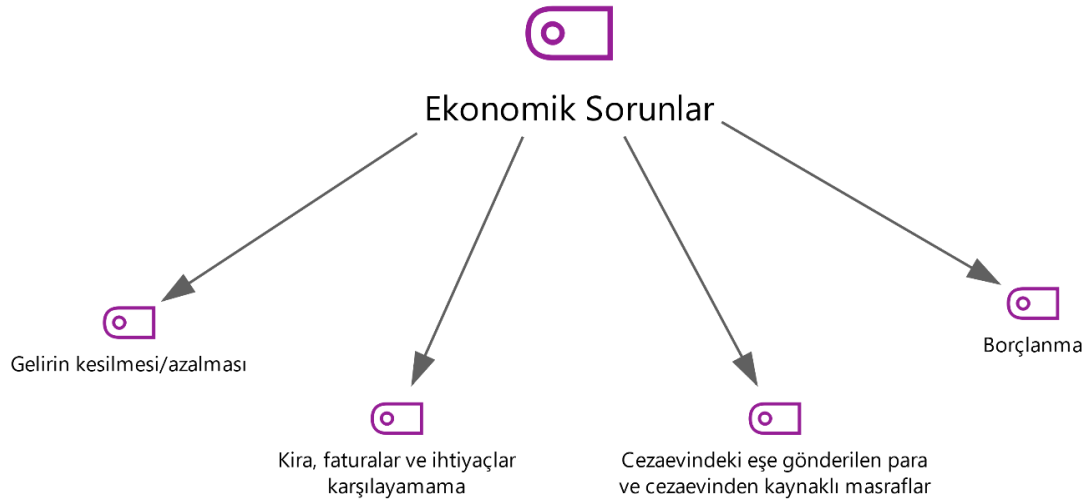 Ekonomik Sorunlar
Gelirin kesilmesi/azalması
Borçlanma
Kira, faturalar ve ihtiyaçlar
karşılayamama
Cezaevindeki eşe gönderilen para
ve cezaevinden kaynaklı masraflar